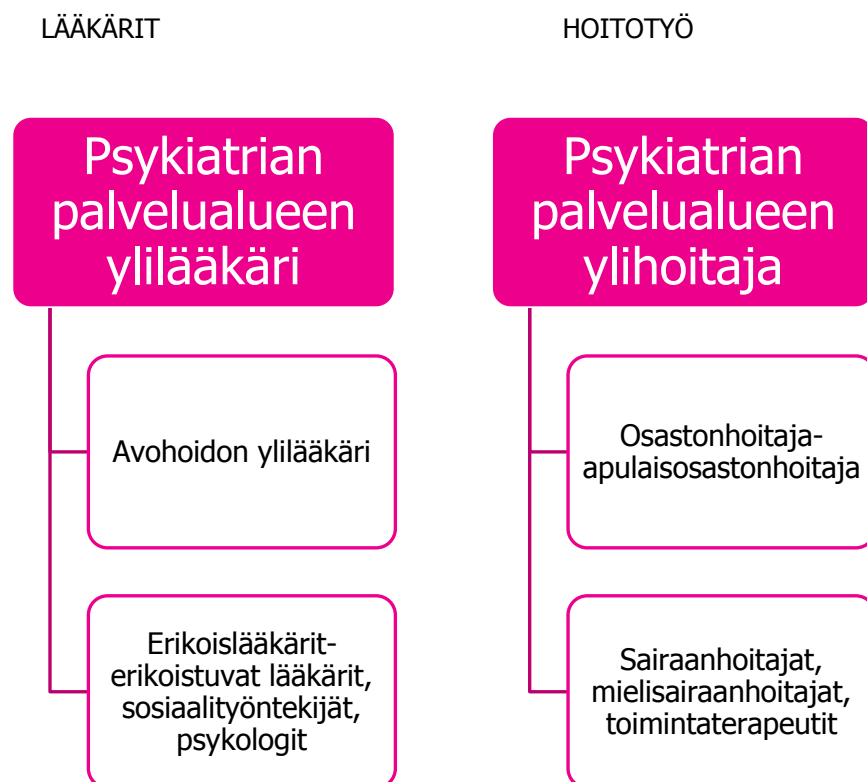 LÄÄKÄRIT
HOITOTYÖ
Psykiatrian
palvelualueen
ylilääkäri
Psykiatrian
palvelualueen
ylihoitaja
Avohoidon ylilääkäri
Osastonhoitaja-
apulaisosastonhoitaja
Erikoislääkärit-
erikoistuvat lääkärit,
sosiaalityöntekijät,
psykologit
Sairaanhoitajat,
mielisairaanhoitajat,
toimintaterapeutit